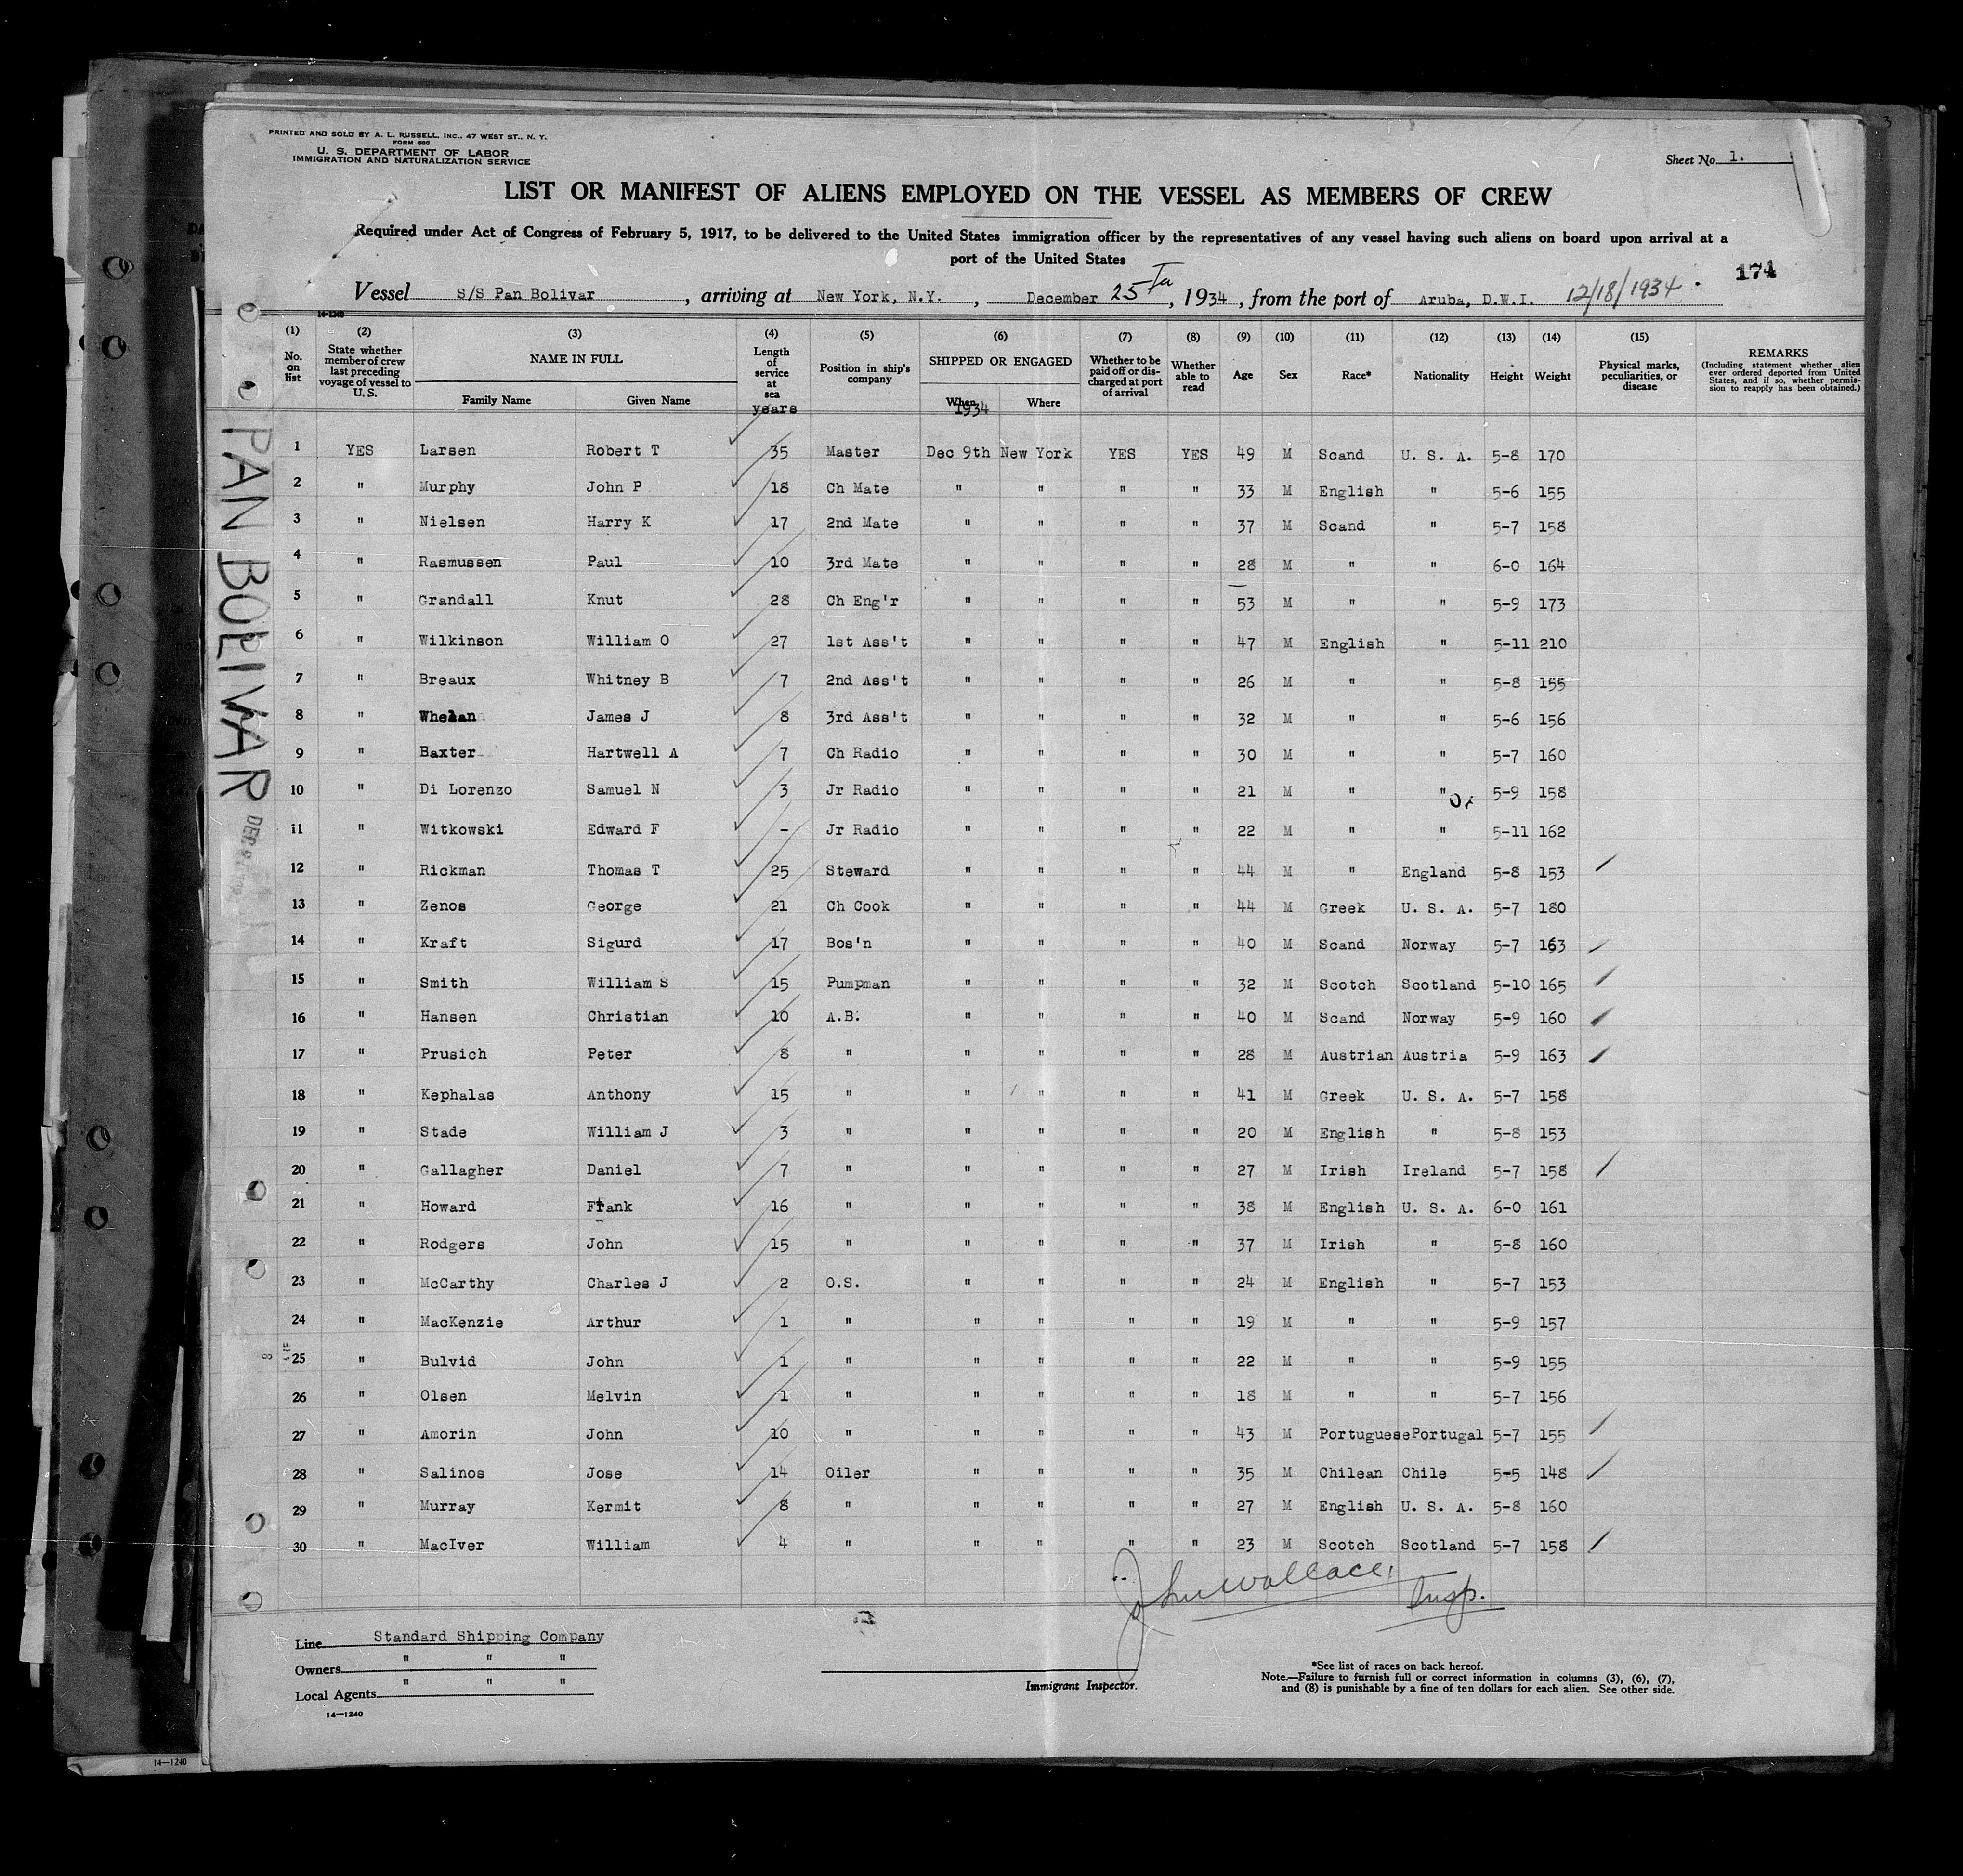 PRINTED AND SOLD BY A. L. RUSSELL, INC., 47 WEST ST., N. Y.
FORM 680
U. S. DEPARTMENT OF LABOR
IMMIGRATION AND NATURALIZATION SERVICE
Sheet No. 1.
LIST OR MANIFEST OF ALIENS EMPLOYED ON THE VESSEL AS MEMBERS OF CREW
Required under Act of Congress of February 5, 1917, to be delivered to the United States immigration officer by the representatives of any vessel having such aliens on board upon arrival at a
port of the United States
174
Vessel S/S Pan Bolivar, arriving at New York, N.Y., December 25th, 1934, from the port of Aruba, D.W.I. 12/18/1934.
14-1240
(1) No. on list (2) State whether member of crew last preceding voyage of vessel to U. S. (3) NAME IN FULL Family Name Given Name (4) Length of service at sea years (5) Position in ship's company (6) SHIPPED OR ENGAGED When 1934 Where (7) Whether to be paid off or discharged at port of arrival (8) Whether able to read (9) Age (10) Sex (11) Race* (12) Nationality (13) Height (14) Weight (15) Physical marks, peculiarities, or disease REMARKS (Including statement whether alien ever ordered deported from United States, and if so, whether permission to reapply has been obtained.)
1 YES Larsen Robert T 35 Master Dec 9th New York YES YES 49 M Scand U. S. A. 5-8 170
2 " Murphy John P 18 Ch Mate " " " " 33 M English " 5-6 155
3 " Nielsen Harry K 17 2nd Mate " " " " 37 M Scand " 5-7 158
4 " Rasmussen Paul 10 3rd Mate " " " " 28 M " " 6-0 164
5 " Grandall Knut 28 Ch Eng'r " " " " 53 M " " 5-9 173
6 " Wilkinson William O 27 1st Ass't " " " " 47 M English " 5-11 210
7 " Breaux Whitney B 7 2nd Ass't " " " " 26 M " " 5-8 155
8 " Whelan James J 8 3rd Ass't " " " " 32 M " " 5-6 156
9 " Baxter Hartwell A 7 Ch Radio " " " " 30 M " " 5-7 160
10 " Di Lorenzo Samuel N 3 Jr Radio " " " " 21 M " " 5-9 158
11 " Witkowski Edward F - Jr Radio " " " " 22 M " " 5-11 162
12 " Rickman Thomas T 25 Steward " " " " 44 M " England 5-8 153
13 " Zenos George 21 Ch Cook " " " " 44 M Greek U. S. A. 5-7 180
14 " Kraft Sigurd 17 Bos'n " " " " 40 M Scand Norway 5-7 163
15 " Smith William S 15 Pumpman " " " " 32 M Scotch Scotland 5-10 165
16 " Hansen Christian 10 A.B. " " " " 40 M Scand Norway 5-9 160
17 " Prusich Peter 8 " " " " " 28 M Austrian Austria 5-9 163
18 " Kephalas Anthony 15 " " " " " 41 M Greek U. S. A. 5-7 158
19 " Stade William J 3 " " " " " 20 M English " 5-8 153
20 " Gallagher Daniel 7 " " " " " 27 M Irish Ireland 5-7 158
21 " Howard Frank 16 " " " " " 38 M English U. S. A. 6-0 161
22 " Rodgers John 15 " " " " " 37 M Irish " 5-8 160
23 " McCarthy Charles J 2 O.S. " " " " 24 M English " 5-7 153
24 " MacKenzie Arthur 1 " " " " " 19 M " " 5-9 157
25 " Bulvid John 1 " " " " " 22 M " " 5-9 155
26 " Olsen Melvin 1 " " " " " 18 M " " 5-7 156
27 " Amorin John 10 " " " " " 43 M Portuguese Portugal 5-7 155
28 " Salinos Jose 14 Oiler " " " " 35 M Chilean Chile 5-5 148
29 " Murray Kermit 8 " " " " " 27 M English U. S. A. 5-8 160
30 " MacIver William 4 " " " " " 23 M Scotch Scotland 5-7 158
John Wallace, Insp.
Line Standard Shipping Company
Owners " " "
Local Agents " " "
14-1240
Immigrant Inspector.
*See list of races on back hereof.
Note.—Failure to furnish full or correct information in columns (3), (6), (7),
and (8) is punishable by a fine of ten dollars for each alien. See other side.
PAN BOLIVAR
14-1240